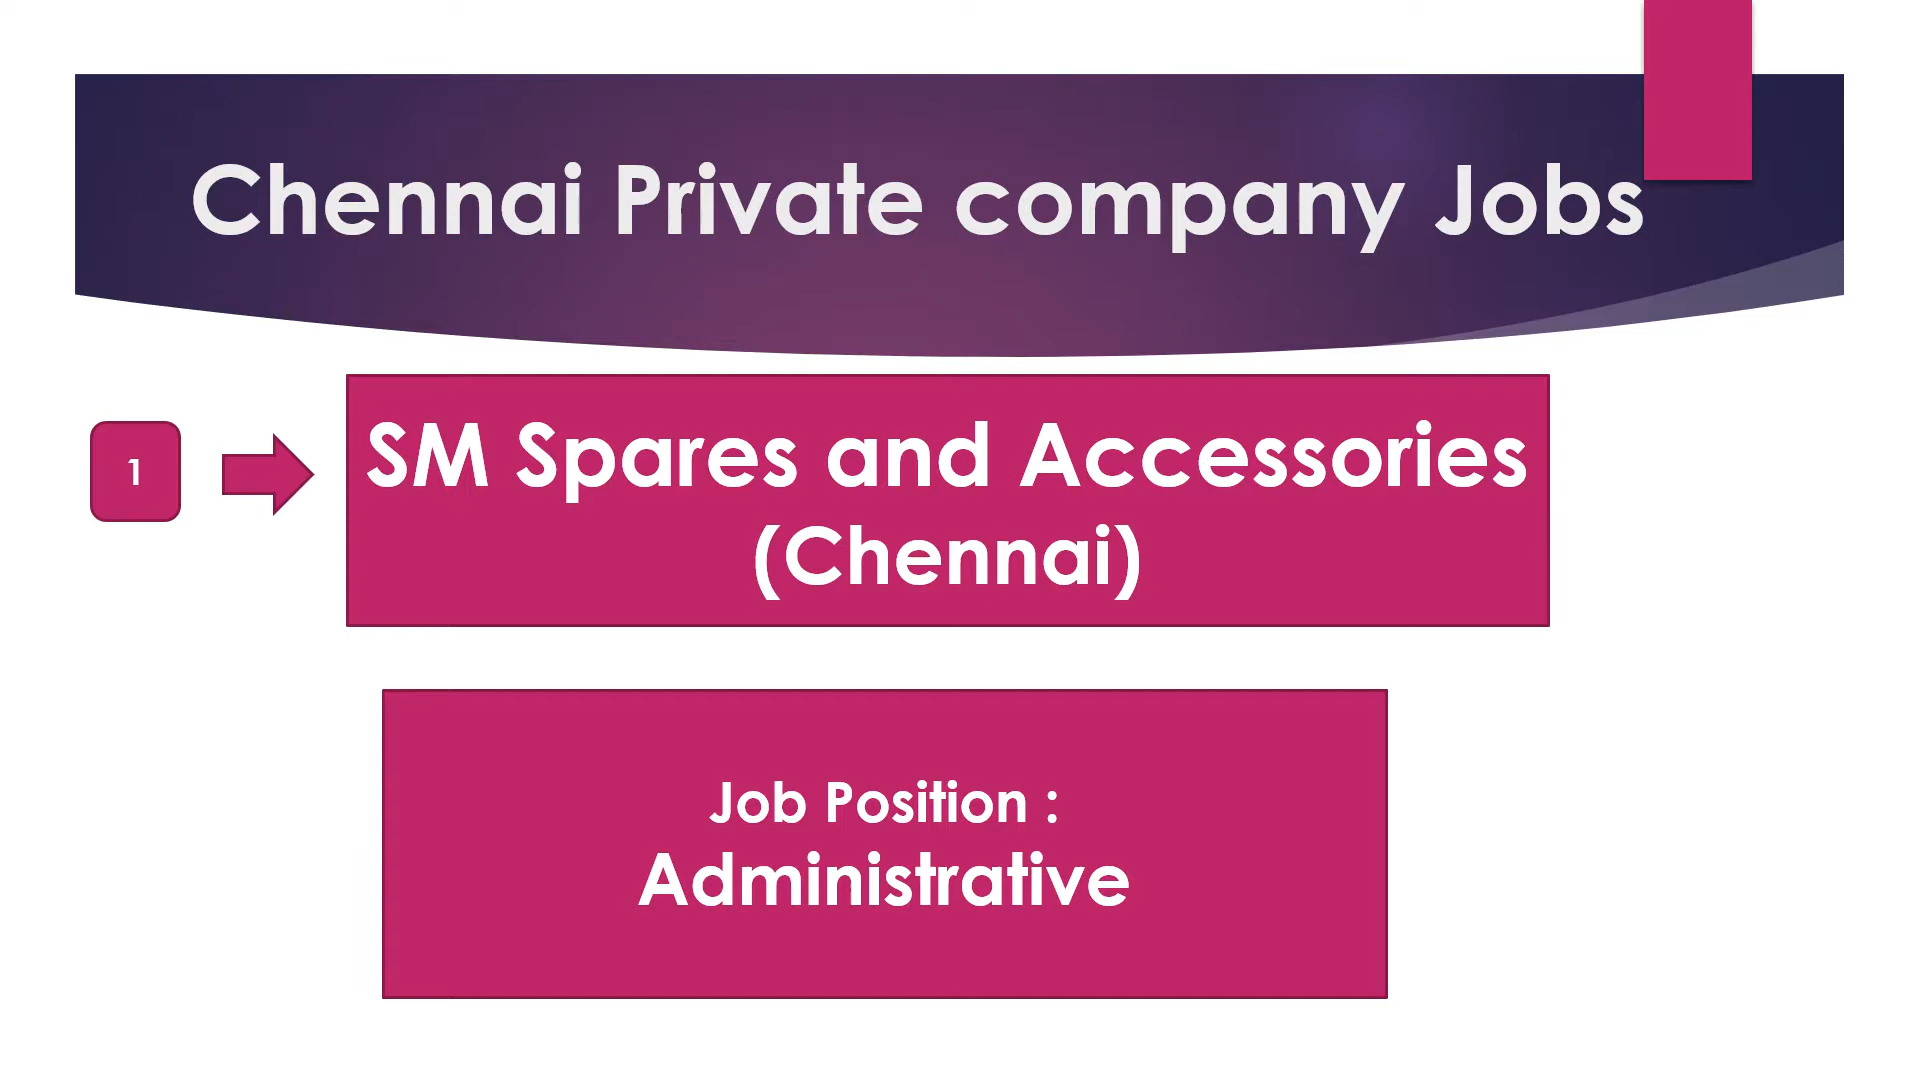 Chennai Private company Jobs
1
SM Spares and Accessories
(Chennai)
Job Position :
Administrative